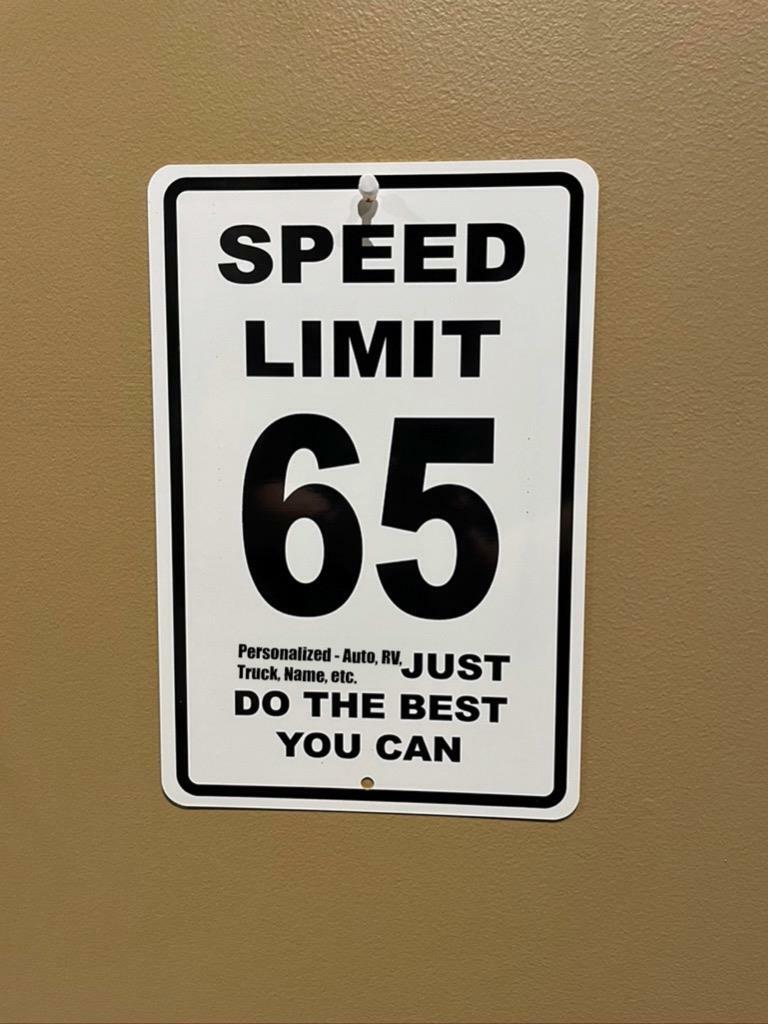 SPEED
LIMIT
65
Personalized - Auto, RV,
Truck, Name, etc.
JUST
DO THE BEST
YOU CAN